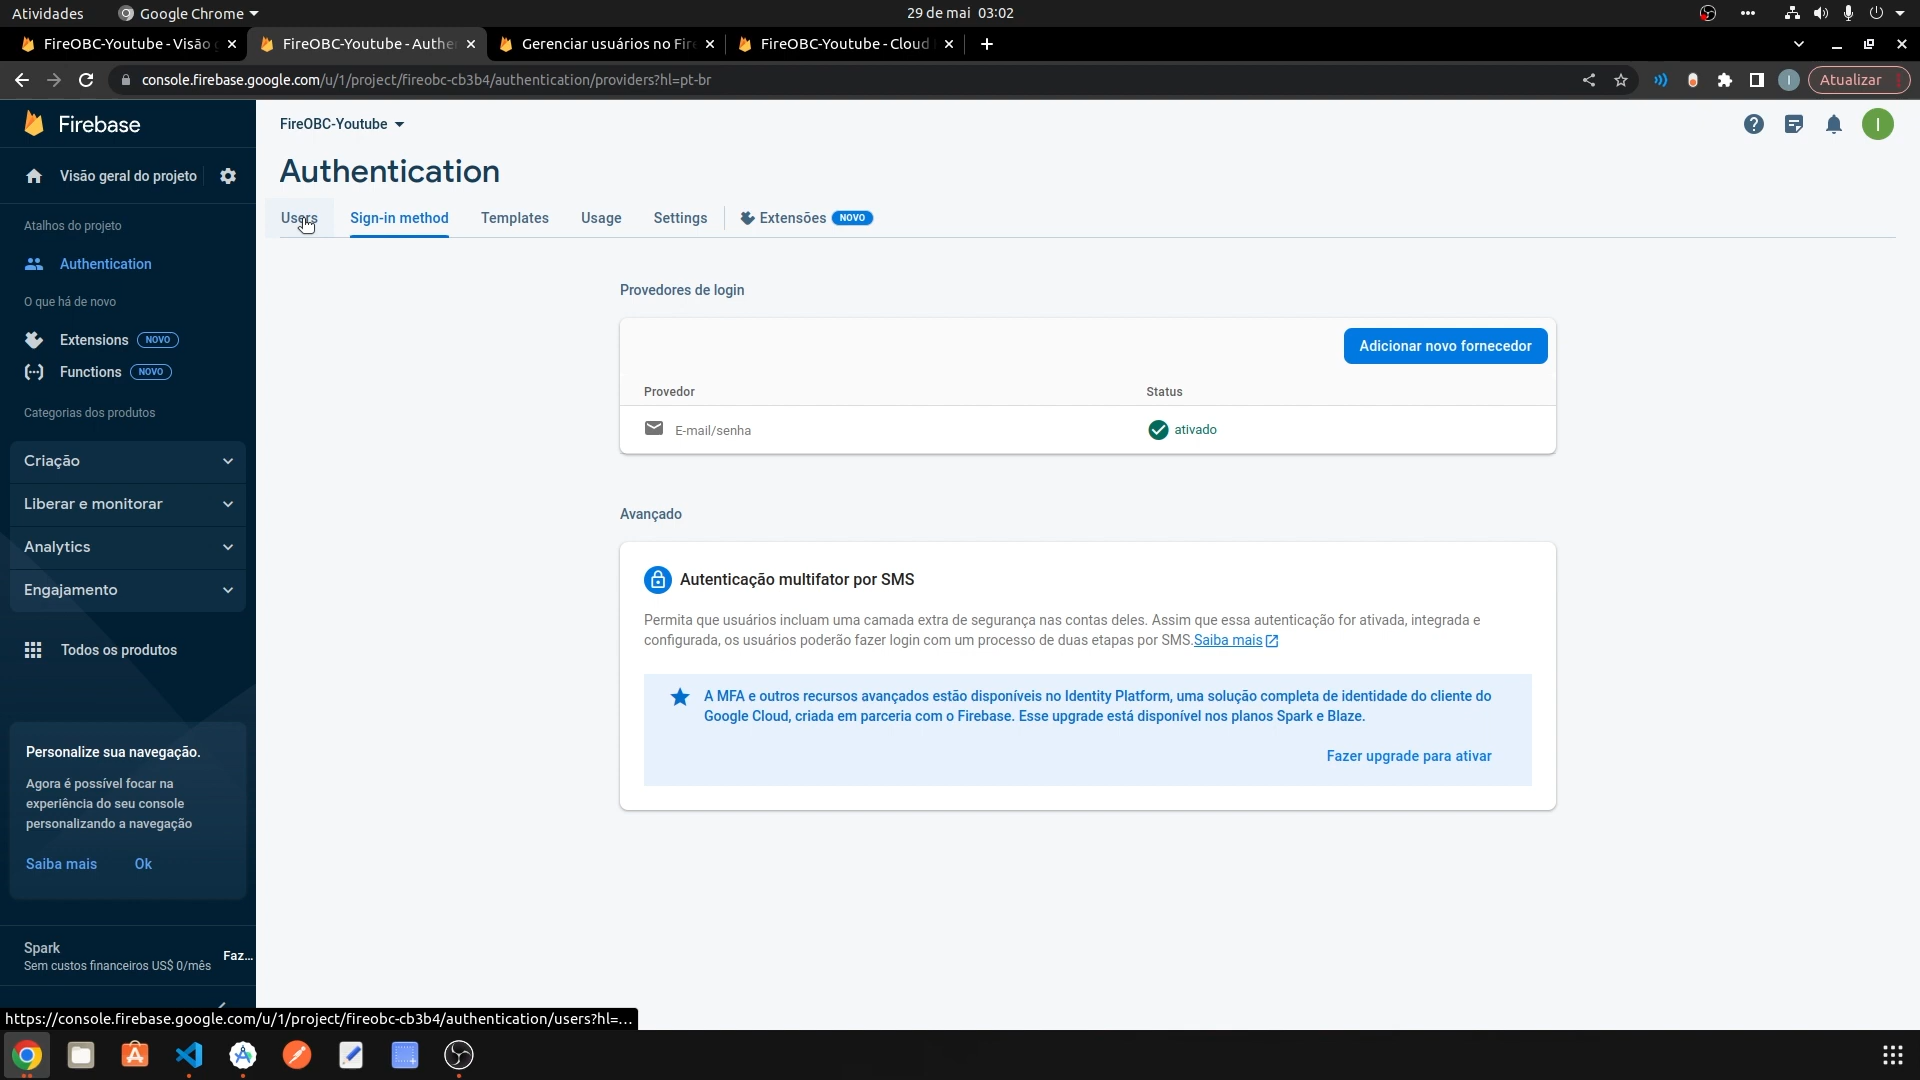 Atividades
Google Chrome
29 de mai 03:02
FireOBC-Youtube - Visão
FireOBC-Youtube - Authe
Gerenciar usuários no Fire
FireOBC-Youtube - Cloud
console.firebase.google.com/u/1/project/fireobc-cb3b4/authentication/providers?hl=pt-br
I
Atualizar
Firebase
FireOBC-Youtube
I
Visão geral do projeto
Authentication
Atalhos do projeto
Users
Sign-in method
Templates
Usage
Settings
Extensões
NOVO
Authentication
O que há de novo
Extensions
NOVO
Functions
NOVO
Categorias dos produtos
Criação
Liberar e monitorar
Analytics
Engajamento
Todos os produtos
Personalize sua navegação.
Agora é possível focar na
experiência do seu console
personalizando a navegação
Saiba mais
Ok
Spark
Sem custos financeiros US$ 0/mês
Faz...
Provedores de login
Adicionar novo fornecedor
Provedor
Status
E-mail/senha
ativado
Avançado
Autenticação multifator por SMS
Permita que usuários incluam uma camada extra de segurança nas contas deles. Assim que essa autenticação for ativada, integrada e
configurada, os usuários poderão fazer login com um processo de duas etapas por SMS.Saiba mais
A MFA e outros recursos avançados estão disponíveis no Identity Platform, uma solução completa de identidade do cliente do
Google Cloud, criada em parceria com o Firebase. Esse upgrade está disponível nos planos Spark e Blaze.
Fazer upgrade para ativar
https://console.firebase.google.com/u/1/project/fireobc-cb3b4/authentication/users?hl=...